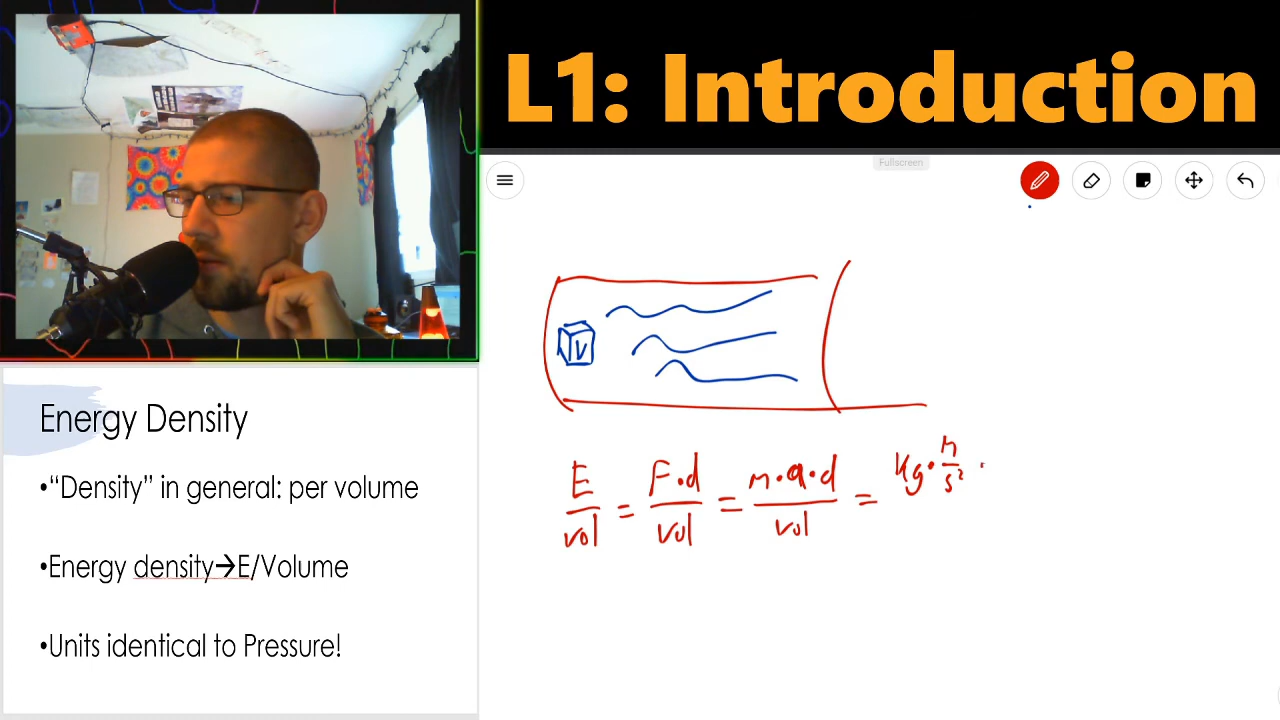 L1: Introduction
Fullscreen
V
E/vol = F·d/vol = m·a·d/vol = kg·m/s² ·
Energy Density
•“Density” in general: per volume
•Energy density→E/Volume
•Units identical to Pressure!